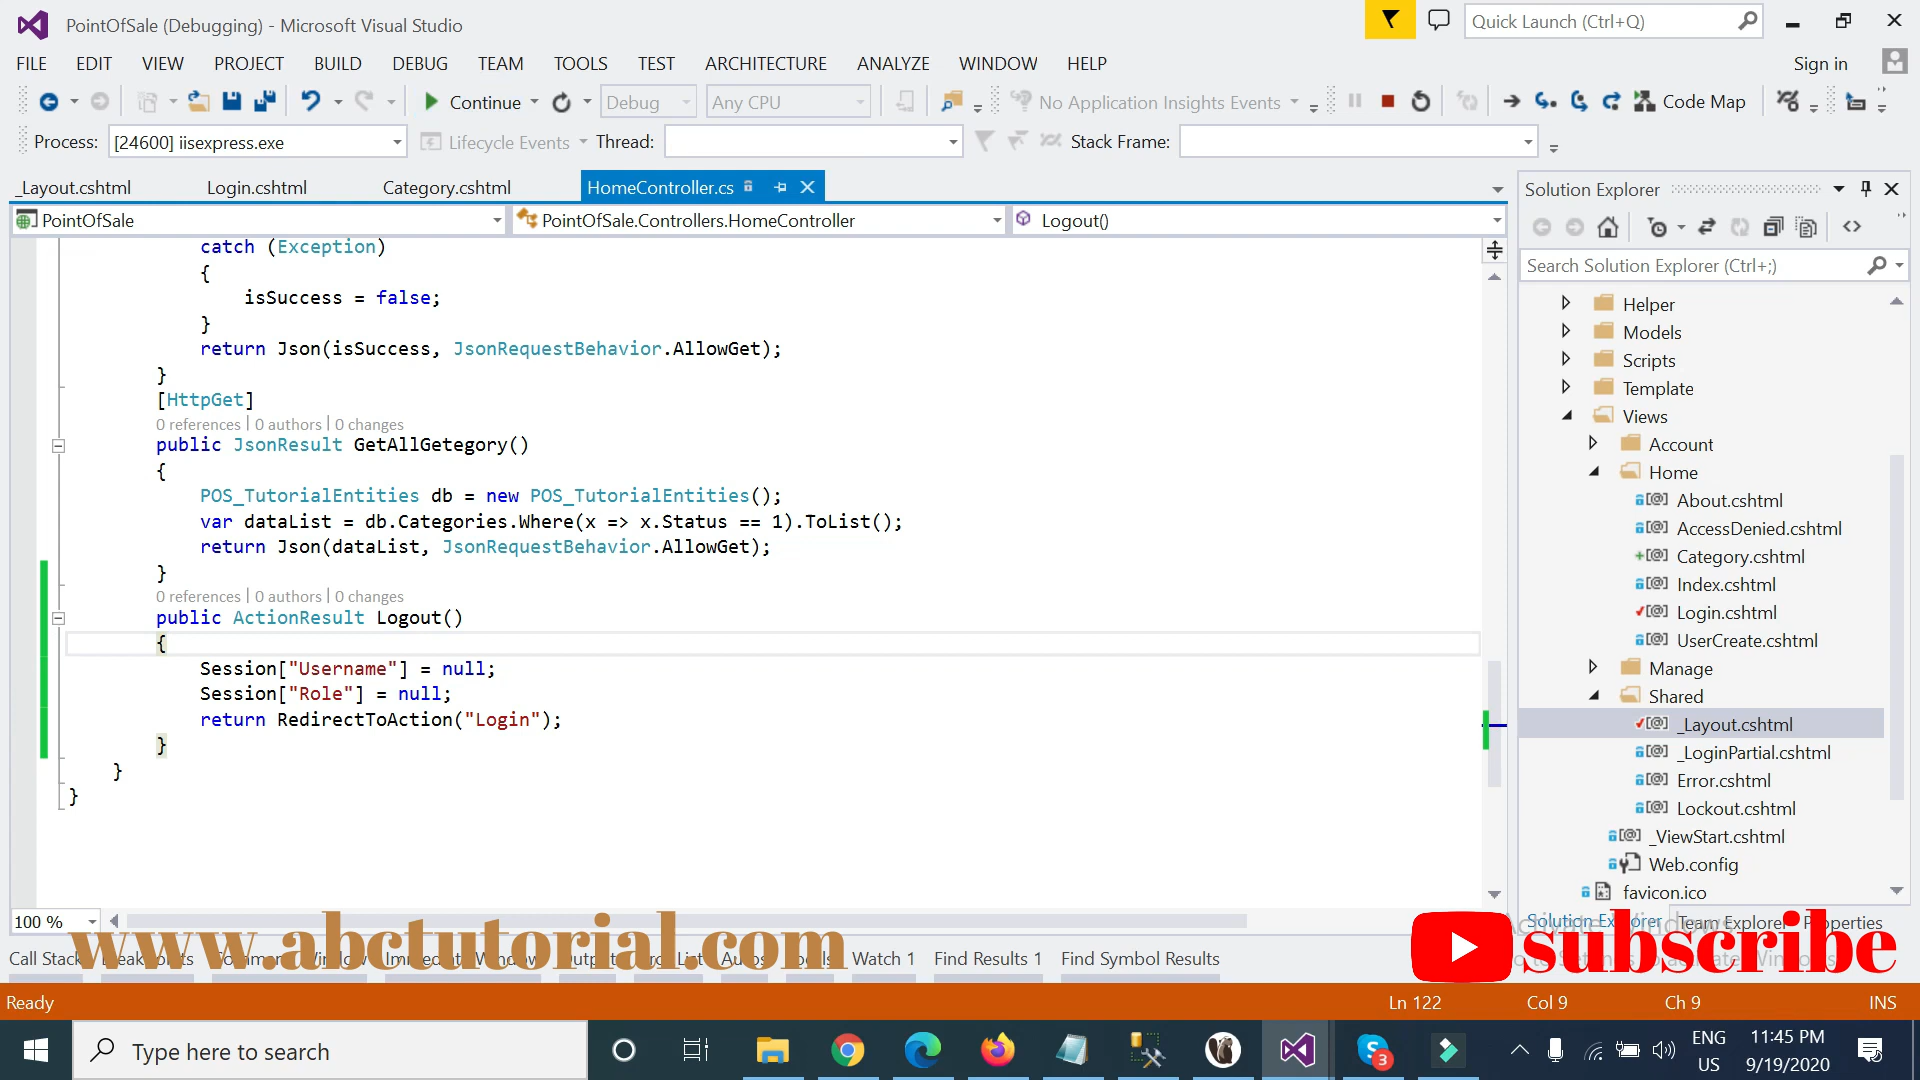 PointOfSale (Debugging) - Microsoft Visual Studio
Quick Launch (Ctrl+Q)
FILE EDIT VIEW PROJECT BUILD DEBUG TEAM TOOLS TEST ARCHITECTURE ANALYZE WINDOW HELP
Sign in
Continue Debug Any CPU No Application Insights Events Code Map
Process: [24600] iisexpress.exe Lifecycle Events Thread: Stack Frame:
_Layout.cshtml Login.cshtml Category.cshtml HomeController.cs
PointOfSale PointOfSale.Controllers.HomeController Logout()
catch (Exception)
{
isSuccess = false;
}
return Json(isSuccess, JsonRequestBehavior.AllowGet);
}
[HttpGet]
0 references | 0 authors | 0 changes
public JsonResult GetAllGetegory()
{
POS_TutorialEntities db = new POS_TutorialEntities();
var dataList = db.Categories.Where(x => x.Status == 1).ToList();
return Json(dataList, JsonRequestBehavior.AllowGet);
}
0 references | 0 authors | 0 changes
public ActionResult Logout()
{
Session["Username"] = null;
Session["Role"] = null;
return RedirectToAction("Login");
}
}
}
100 %
Solution Explorer
Search Solution Explorer (Ctrl+;)
Helper
Models
Scripts
Template
Views
Account
Home
About.cshtml
AccessDenied.cshtml
Category.cshtml
Index.cshtml
Login.cshtml
UserCreate.cshtml
Manage
Shared
_Layout.cshtml
_LoginPartial.cshtml
Error.cshtml
Lockout.cshtml
_ViewStart.cshtml
Web.config
favicon.ico
Solution Explorer Team Explorer Properties
www.abctutorial.com
subscribe
Call Stack Watch 1 Find Results 1 Find Symbol Results
Ready Ln 122 Col 9 Ch 9 INS
Type here to search
3
ENG
US
11:45 PM
9/19/2020